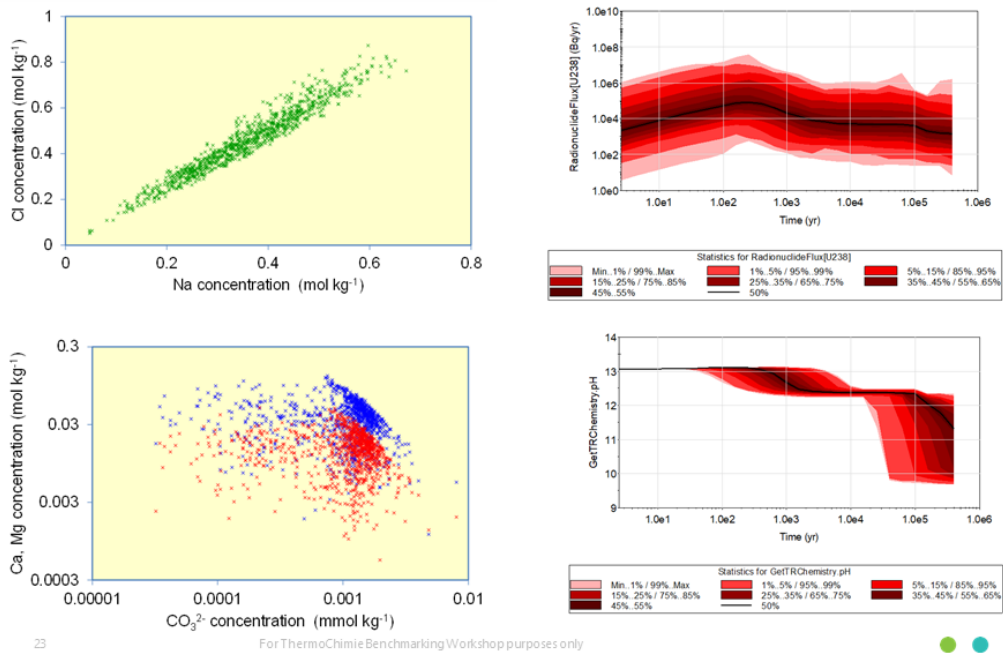 1
0.8
0.6
0.4
0.2
0
Cl concentration (mol kg⁻¹)
0 0.2 0.4 0.6 0.8
Na concentration (mol kg⁻¹)
1.0e10
1.0e8
1.0e6
1.0e4
1.0e2
1.0e0
RadionuclideFlux[U238] (Bq/yr)
1.0e1 1.0e2 1.0e3 1.0e4 1.0e5 1.0e6
Time (yr)
Statistics for RadionuclideFlux[U238]
Min..1% / 99%..Max 1%..5% / 95%..99% 5%..15% / 85%..95%
15%..25% / 75%..85% 25%..35% / 65%..75% 35%..45% / 55%..65%
45%..55% 50%
0.3
0.03
0.003
0.0003
Ca, Mg concentration (mol kg⁻¹)
0.00001 0.0001 0.001 0.01
CO₃²⁻ concentration (mmol kg⁻¹)
14
13
12
11
10
9
GetTRChemistry.pH
1.0e1 1.0e2 1.0e3 1.0e4 1.0e5 1.0e6
Time (yr)
Statistics for GetTRChemistry.pH
Min..1% / 99%..Max 1%..5% / 95%..99% 5%..15% / 85%..95%
15%..25% / 75%..85% 25%..35% / 65%..75% 35%..45% / 55%..65%
45%..55% 50%
23
For ThermoChimie Benchmarking Workshop purposes only